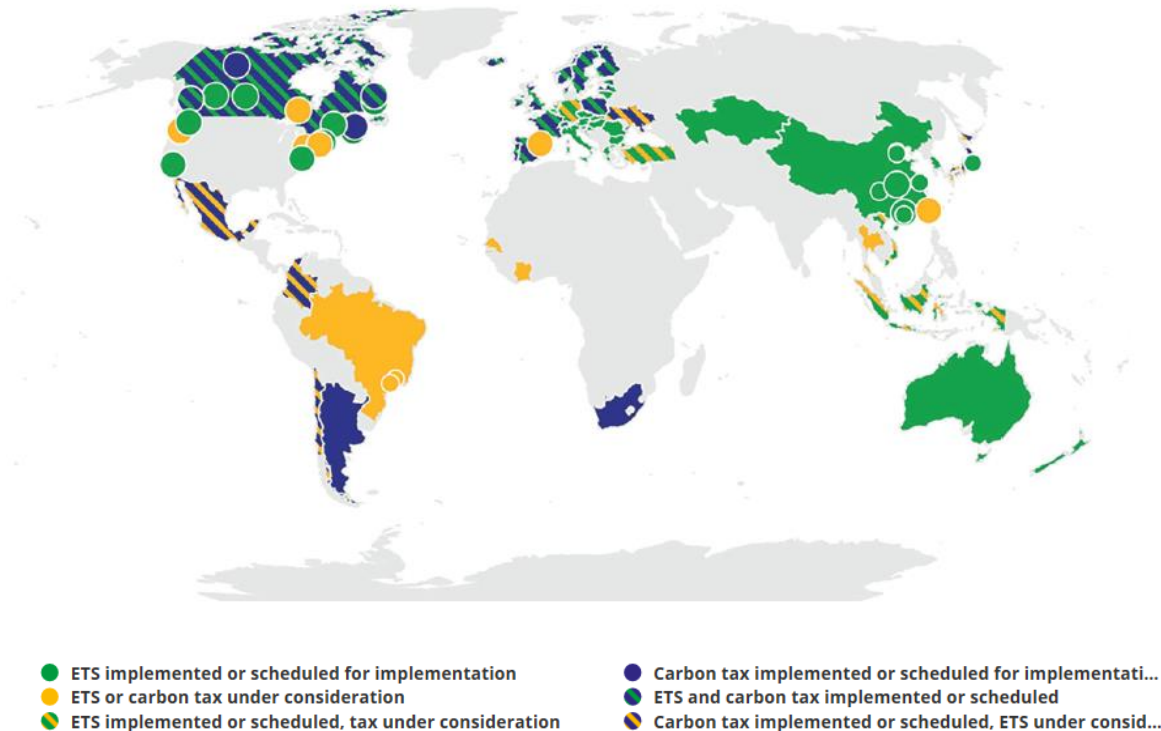 ETS implemented or scheduled for implementation
ETS or carbon tax under consideration
ETS implemented or scheduled, tax under consideration
Carbon tax implemented or scheduled for implementati...
ETS and carbon tax implemented or scheduled
Carbon tax implemented or scheduled, ETS under consid...